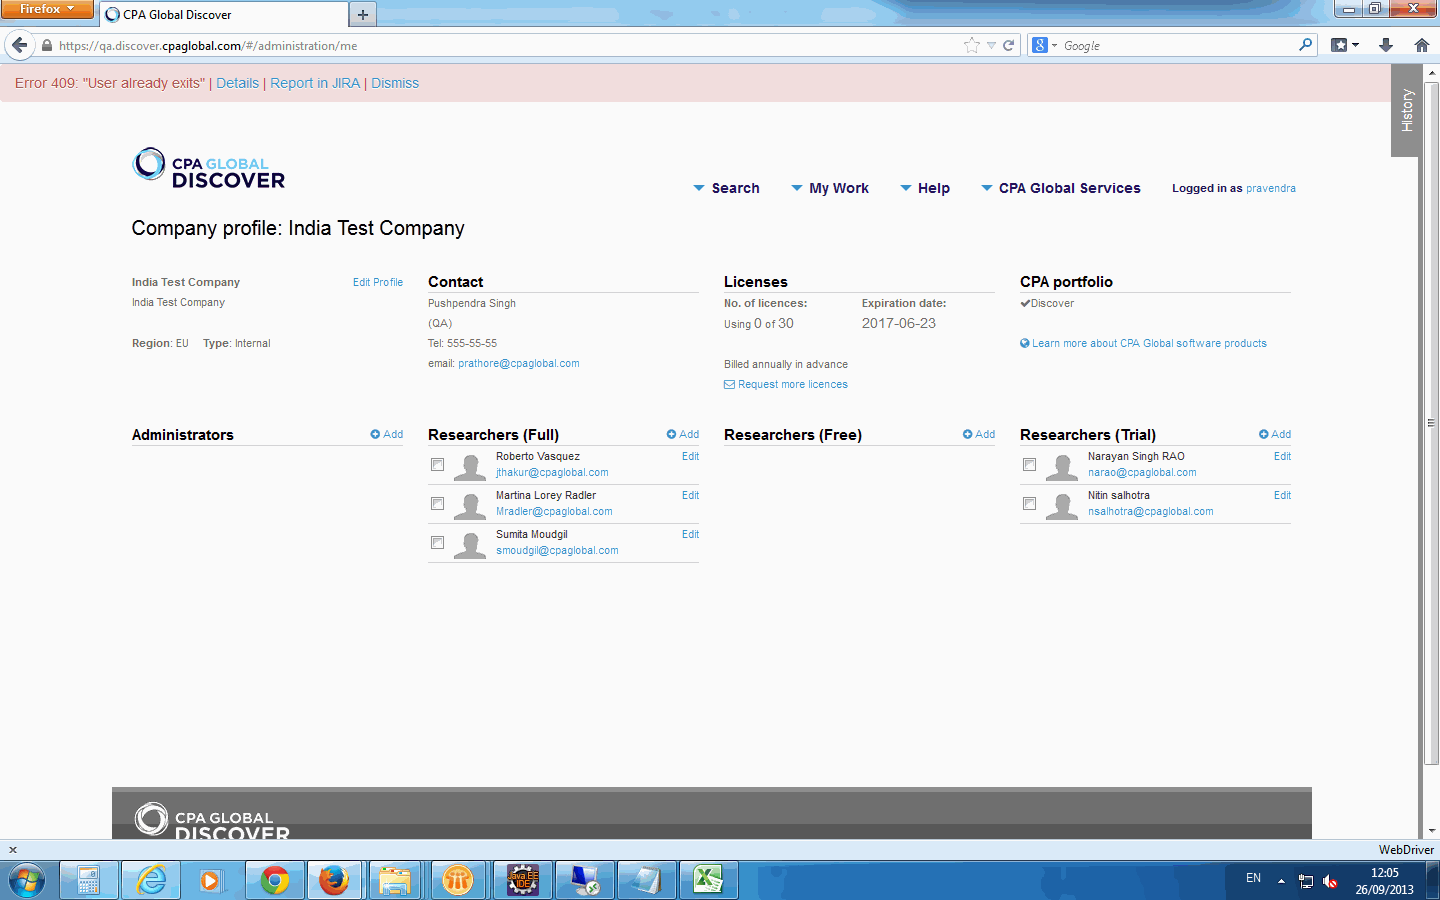 Firefox
CPA Global Discover
https://qa.discover.cpaglobal.com/#/administration/me
Google
Error 409: "User already exits" | Details | Report in JIRA | Dismiss
History
CPA GLOBAL
DISCOVER
Search My Work Help CPA Global Services Logged in as pravendra
Company profile: India Test Company
India Test Company Edit Profile
India Test Company
Region: EU Type: Internal
Contact
Pushpendra Singh
(QA)
Tel: 555-55-55
email: prathore@cpaglobal.com
Licenses
No. of licences: Expiration date:
Using 0 of 30 2017-06-23
Billed annually in advance
Request more licences
CPA portfolio
Discover
Learn more about CPA Global software products
Administrators Add
Researchers (Full) Add
Roberto Vasquez Edit
jthakur@cpaglobal.com
Martina Lorey Radler Edit
Mradler@cpaglobal.com
Sumita Moudgil Edit
smoudgil@cpaglobal.com
Researchers (Free) Add
Researchers (Trial) Add
Narayan Singh RAO Edit
narao@cpaglobal.com
Nitin salhotra Edit
nsalhotra@cpaglobal.com
CPA GLOBAL
DISCOVER
x WebDriver
Java EE
IDE
EN
12:05
26/09/2013